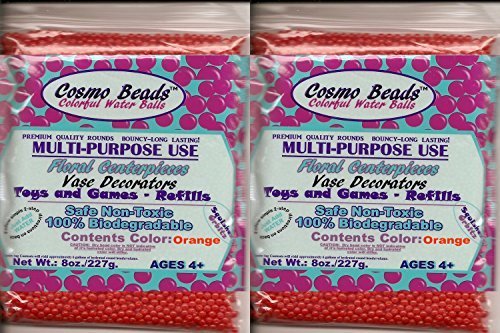 Cosmo Beads™
Colorful Water Balls
PREMIUM QUALITY ROUNDS BOUNCY-LONG LASTING!
MULTI-PURPOSE USE
Floral Centerpieces
Vase Decorators
Toys and Games - Refills
Safe Non-Toxic
100% Biodegradable
Contents Color: Orange
Net Wt.: 8oz./227g. AGES 4+
Cosmo Beads™
Colorful Water Balls
PREMIUM QUALITY ROUNDS BOUNCY-LONG LASTING!
MULTI-PURPOSE USE
Floral Centerpieces
Vase Decorators
Toys and Games - Refills
Safe Non-Toxic
100% Biodegradable
Contents Color: Orange
Net Wt.: 8oz./227g. AGES 4+